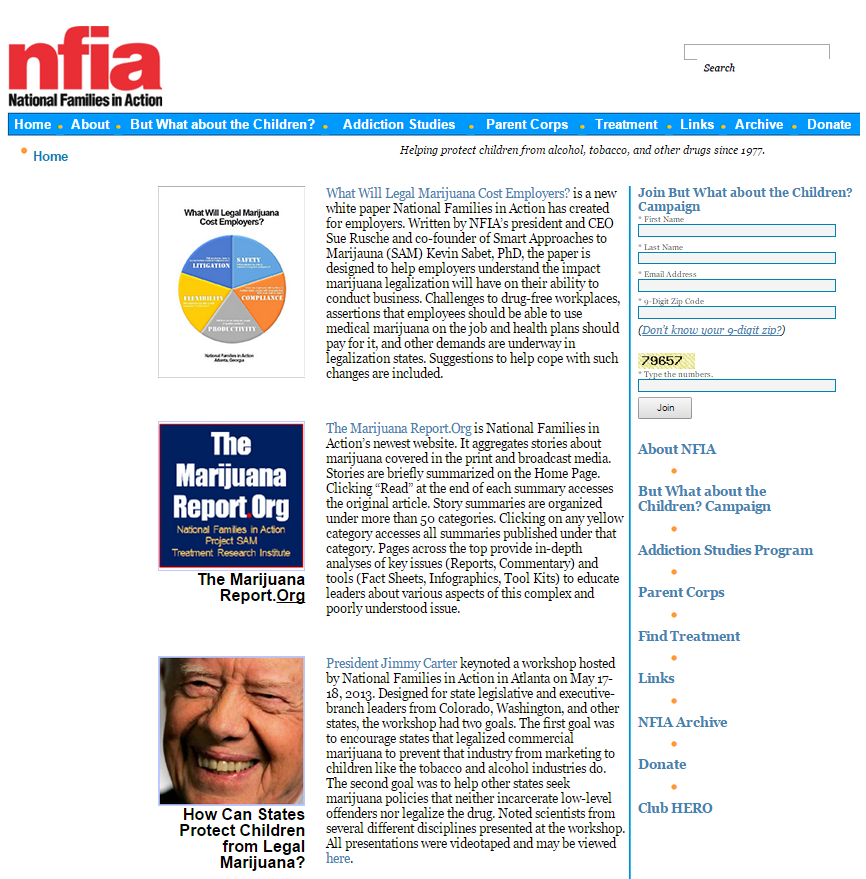 nfia
National Families in Action
Search
Home About But What about the Children? Addiction Studies Parent Corps Treatment Links Archive Donate
Home
Helping protect children from alcohol, tobacco, and other drugs since 1977.
What Will Legal Marijuana
Cost Employers?
LITIGATION
SAFETY
FLEXIBILITY
COMPLIANCE
PRODUCTIVITY
National Families in Action
Atlanta, Georgia
What Will Legal Marijuana Cost Employers? is a new
white paper National Families in Action has created
for employers. Written by NFIA's president and CEO
Sue Rusche and co-founder of Smart Approaches to
Marijauna (SAM) Kevin Sabet, PhD, the paper is
designed to help employers understand the impact
marijuana legalization will have on their ability to
conduct business. Challenges to drug-free workplaces,
assertions that employees should be able to use
medical marijuana on the job and health plans should
pay for it, and other demands are underway in
legalization states. Suggestions to help cope with such
changes are included.
The
Marijuana
Report.Org
National Families in Action
Project SAM
Treatment Research Institute
The Marijuana
Report.Org
The Marijuana Report.Org is National Families in
Action's newest website. It aggregates stories about
marijuana covered in the print and broadcast media.
Stories are briefly summarized on the Home Page.
Clicking “Read” at the end of each summary accesses
the original article. Story summaries are organized
under more than 50 categories. Clicking on any yellow
category accesses all summaries published under that
category. Pages across the top provide in-depth
analyses of key issues (Reports, Commentary) and
tools (Fact Sheets, Infographics, Tool Kits) to educate
leaders about various aspects of this complex and
poorly understood issue.
How Can States
Protect Children
from Legal
Marijuana?
President Jimmy Carter keynoted a workshop hosted
by National Families in Action in Atlanta on May 17-
18, 2013. Designed for state legislative and executive-
branch leaders from Colorado, Washington, and other
states, the workshop had two goals. The first goal was
to encourage states that legalized commercial
marijuana to prevent that industry from marketing to
children like the tobacco and alcohol industries do.
The second goal was to help other states seek
marijuana policies that neither incarcerate low-level
offenders nor legalize the drug. Noted scientists from
several different disciplines presented at the workshop.
All presentations were videotaped and may be viewed
here.
Join But What about the Children?
Campaign
* First Name
* Last Name
* Email Address
* 9-Digit Zip Code
(Don't know your 9-digit zip?)
79657
* Type the numbers.
Join
About NFIA
But What about the
Children? Campaign
Addiction Studies Program
Parent Corps
Find Treatment
Links
NFIA Archive
Donate
Club HERO